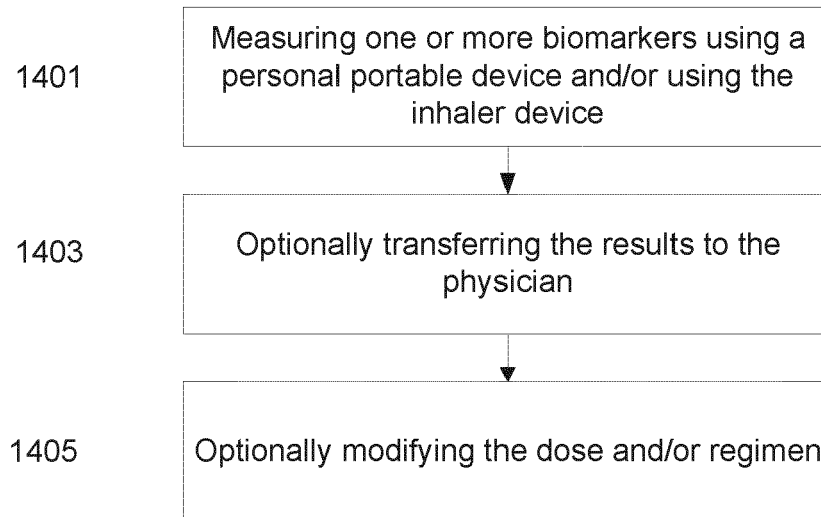 1401
Measuring one or more biomarkers using a
personal portable device and/or using the
inhaler device
1403
Optionally transferring the results to the
physician
1405
Optionally modifying the dose and/or regimen